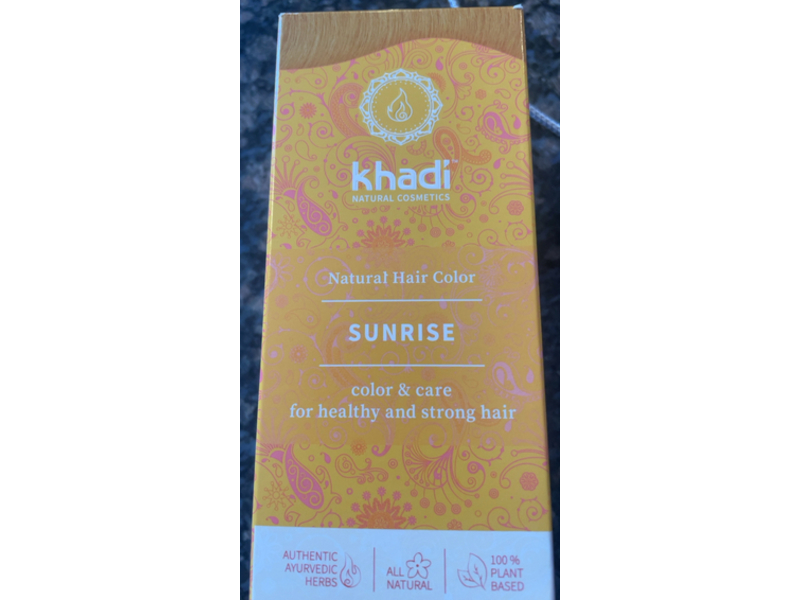 khadi™
NATURAL COSMETICS
Natural Hair Color
SUNRISE
color & care
for healthy and strong hair
AUTHENTIC
AYURVEDIC
HERBS
ALL
NATURAL
100 %
PLANT
BASED